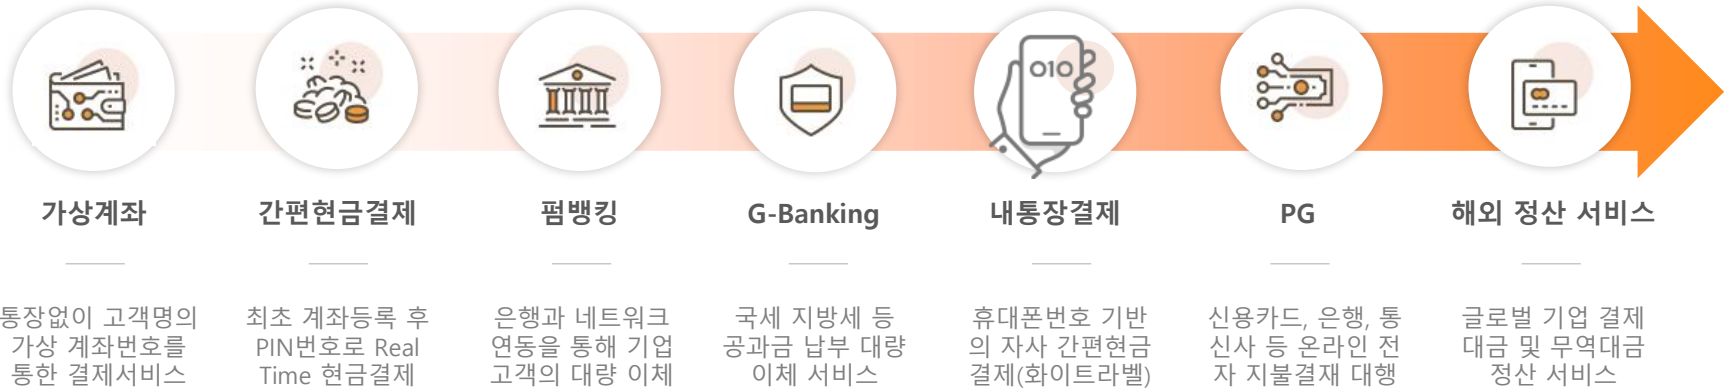 010
가상계좌
통장없이 고객명의
가상 계좌번호를
통한 결제서비스
간편현금결제
최초 계좌등록 후
PIN번호로 Real
Time 현금결제
펌뱅킹
은행과 네트워크
연동을 통해 기업
고객의 대량 이체
G-Banking
국세 지방세 등
공과금 납부 대량
이체 서비스
내통장결제
휴대폰번호 기반
의 자사 간편현금
결제(화이트라벨)
PG
신용카드, 은행, 통
신사 등 온라인 전
자 지불결재 대행
해외 정산 서비스
글로벌 기업 결제
대금 및 무역대금
정산 서비스